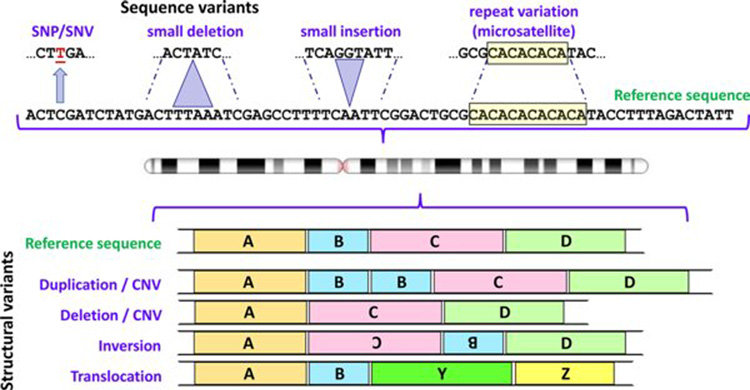 Sequence variants
SNP/SNV
small deletion
small insertion
repeat variation
(microsatellite)
…CTTGA…
…ACTATC…
…TCAGGTATT…
…GCGCACACACATAC…
Reference sequence
ACTCGATCTATGACTTTAAATCGAGCCTTTTCAATTCGGACTGCGCACACACACACATACCTTTAGACTATT
Structural variants
Reference sequence A B C D
Duplication / CNV A B B C D
Deletion / CNV A C D
Inversion A C B D
Translocation A B Y Z